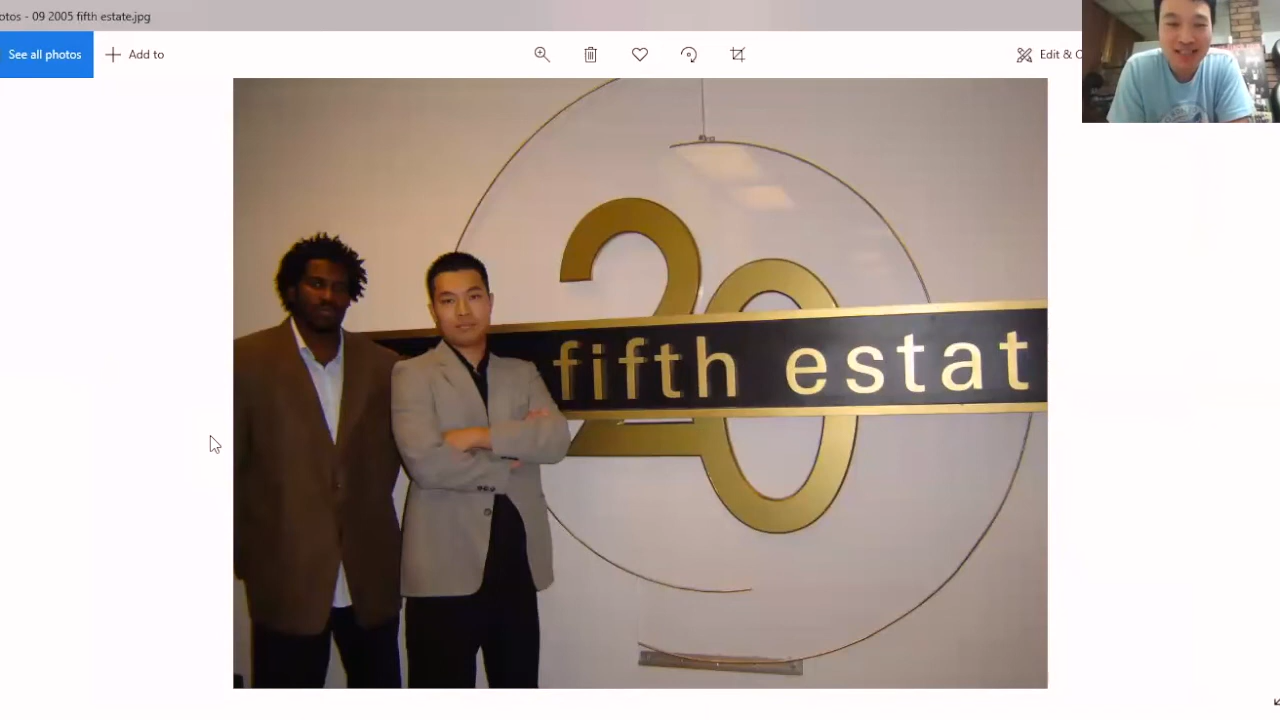 otos - 09 2005 fifth estate.jpg
See all photos
Add to
Edit & C
20
fifth estat